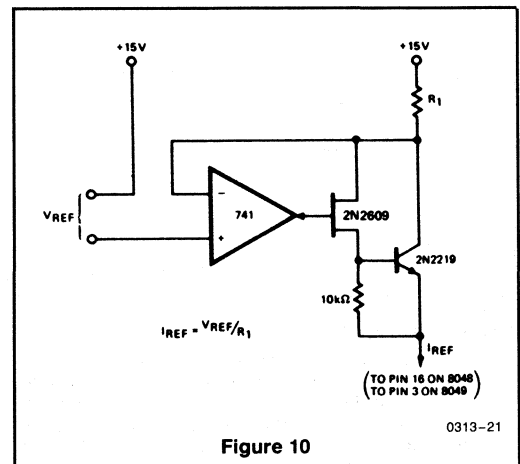 +15V
+15V
R1
VREF
−
741
+
2N2609
2N2219
10kΩ
IREF = VREF/R1
IREF
(TO PIN 16 ON 8048
TO PIN 3 ON 8049)
0313–21
Figure 10